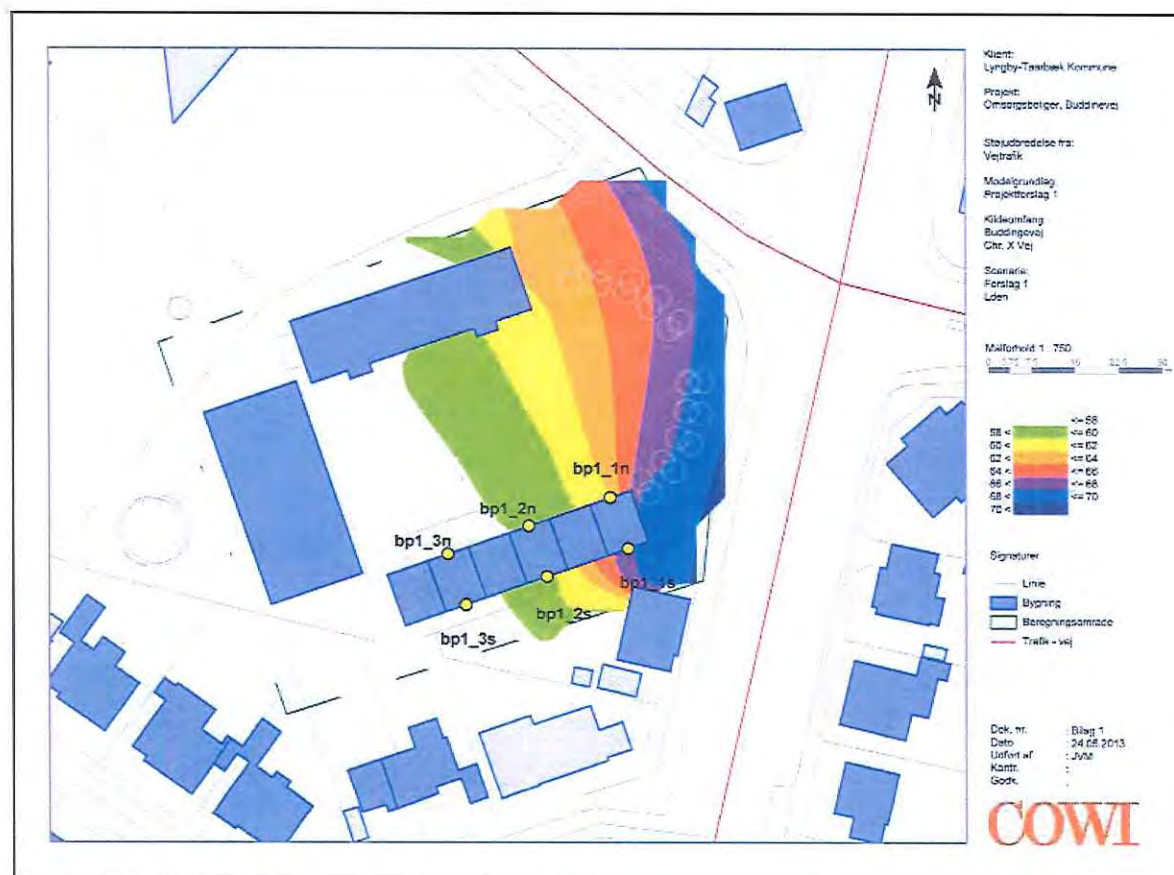 N
bp1_1n
bp1_2n
bp1_3n
bp1_1s
bp1_2s
bp1_3s
Klient:
Lyngby-Taarbæk Kommune
Projekt:
Omsorgsboliger, Buddinevej
Støjudbredelse fra:
Vejtrafik
Modelgrundlag:
Projektforslag 1
Kildeomfang:
Buddingevej
Chr. X Vej
Scenarie:
Forslag 1
Lden
Målforhold 1 : 750
<= 58
58 < <= 60
60 < <= 62
62 < <= 64
64 < <= 66
66 < <= 68
68 < <= 70
70 <
Signaturer
Linie
Bygning
Beregningsområde
Trafik - vej
Dok. nr. : Bilag 1
Dato : 24.05.2013
Udført af : JVM
Kontr. :
Godk. :
COWI